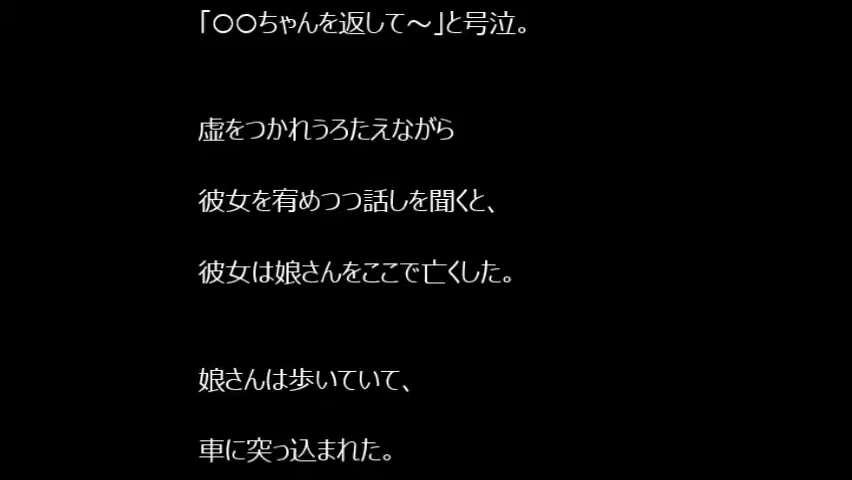 「〇〇ちゃんを返して～」と号泣。
虚をつかれうろたえながら
彼女を宥めつつ話しを聞くと、
彼女は娘さんをここで亡くした。
娘さんは歩いていて、
車に突っ込まれた。